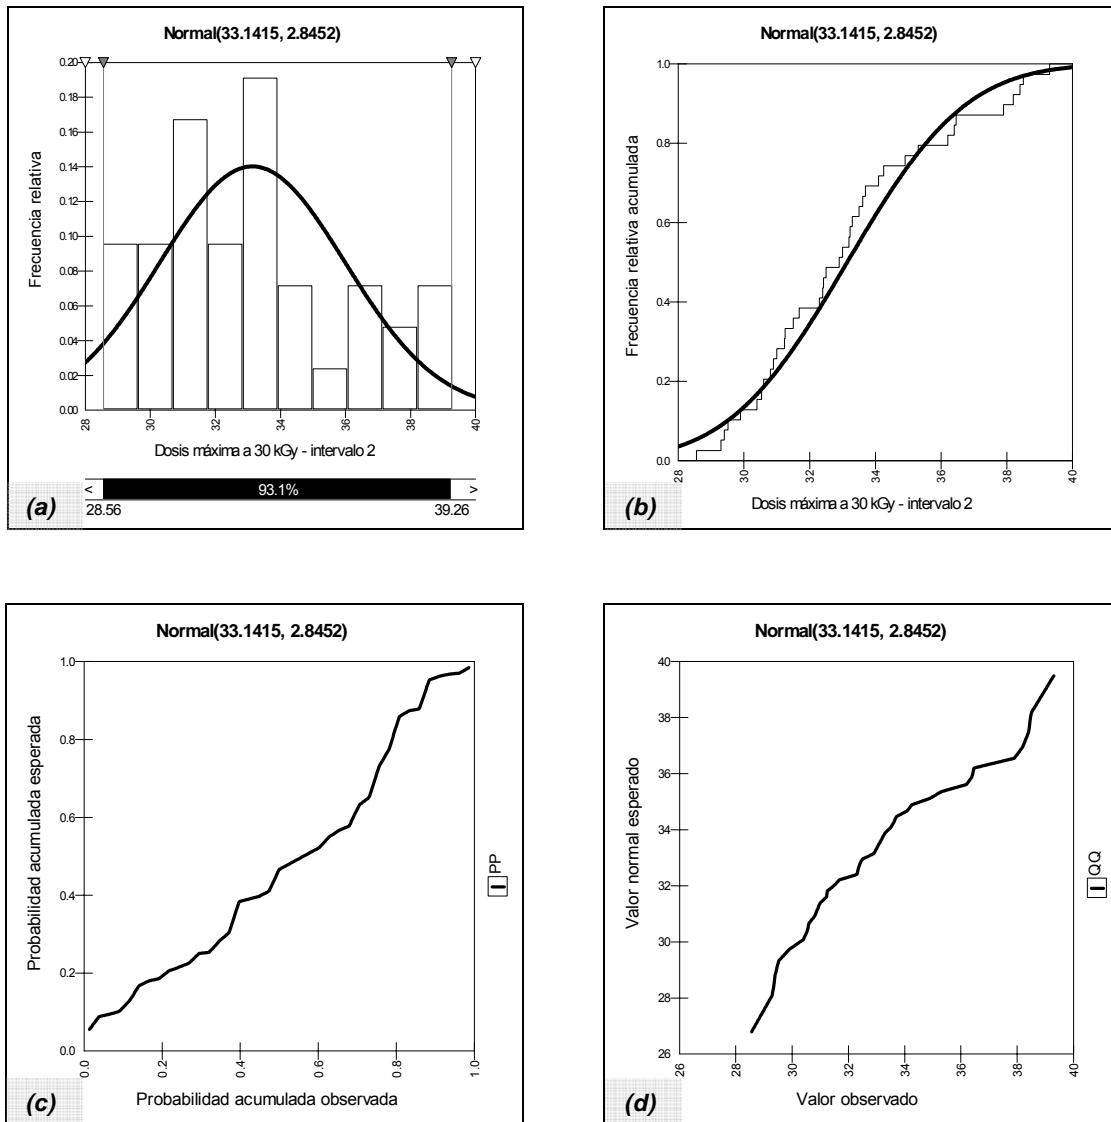 Normal(33.1415, 2.8452)
Frecuencia relativa
0.20
0.18
0.16
0.14
0.12
0.10
0.08
0.06
0.04
0.02
0.00
28 30 32 34 36 38 40
Dosis máxima a 30 kGy - intervalo 2
< 93.1% >
28.56 39.26
(a)
Normal(33.1415, 2.8452)
Frecuencia relativa acumulada
1.0
0.8
0.6
0.4
0.2
0.0
28 30 32 34 36 38 40
Dosis máxima a 30 kGy - intervalo 2
(b)
Normal(33.1415, 2.8452)
Probabilidad acumulada esperada
1.0
0.8
0.6
0.4
0.2
0.0
0.0 0.2 0.4 0.6 0.8 1.0
Probabilidad acumulada observada
PP
(c)
Normal(33.1415, 2.8452)
Valor normal esperado
40
38
36
34
32
30
28
26
26 28 30 32 34 36 38 40
Valor observado
QQ
(d)